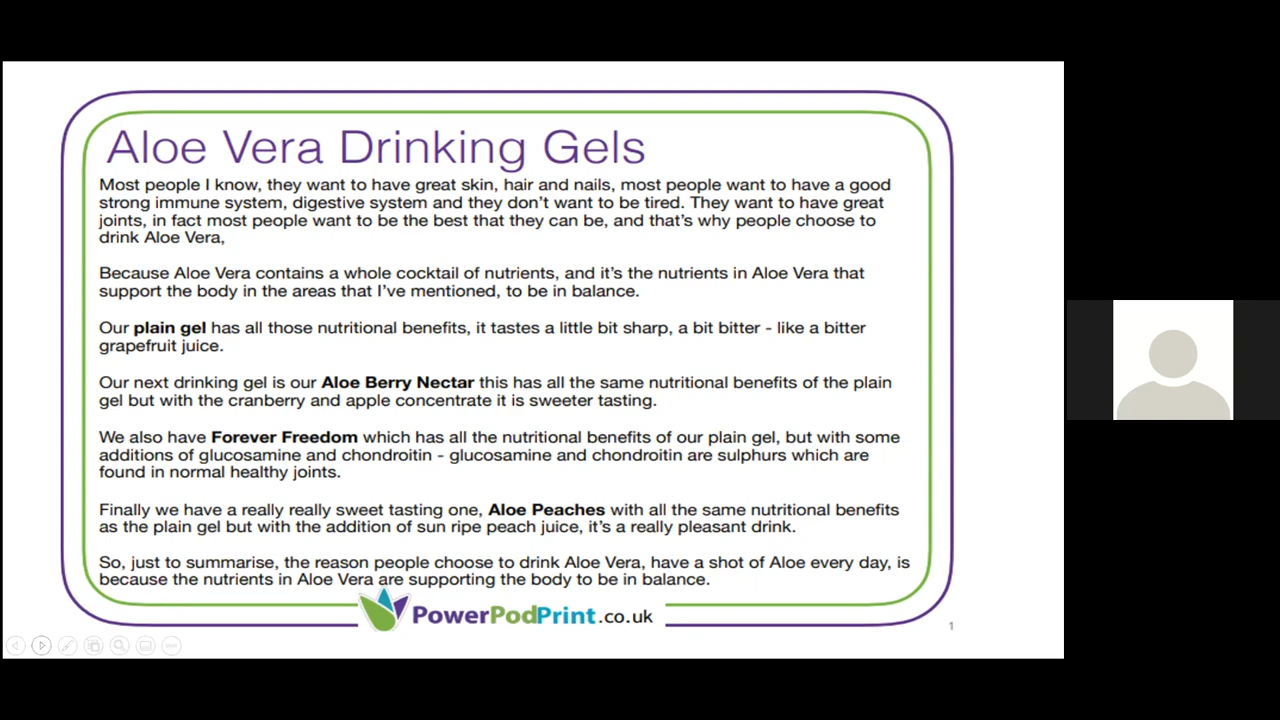 Aloe Vera Drinking Gels
Most people I know, they want to have great skin, hair and nails, most people want to have a good
strong immune system, digestive system and they don't want to be tired. They want to have great
joints, in fact most people want to be the best that they can be, and that's why people choose to
drink Aloe Vera,
Because Aloe Vera contains a whole cocktail of nutrients, and it's the nutrients in Aloe Vera that
support the body in the areas that I've mentioned, to be in balance.
Our plain gel has all those nutritional benefits, it tastes a little bit sharp, a bit bitter - like a bitter
grapefruit juice.
Our next drinking gel is our Aloe Berry Nectar this has all the same nutritional benefits of the plain
gel but with the cranberry and apple concentrate it is sweeter tasting.
We also have Forever Freedom which has all the nutritional benefits of our plain gel, but with some
additions of glucosamine and chondroitin - glucosamine and chondroitin are sulphurs which are
found in normal healthy joints.
Finally we have a really really sweet tasting one, Aloe Peaches with all the same nutritional benefits
as the plain gel but with the addition of sun ripe peach juice, it's a really pleasant drink.
So, just to summarise, the reason people choose to drink Aloe Vera, have a shot of Aloe every day, is
because the nutrients in Aloe Vera are supporting the body to be in balance.
PowerPodPrint.co.uk
1